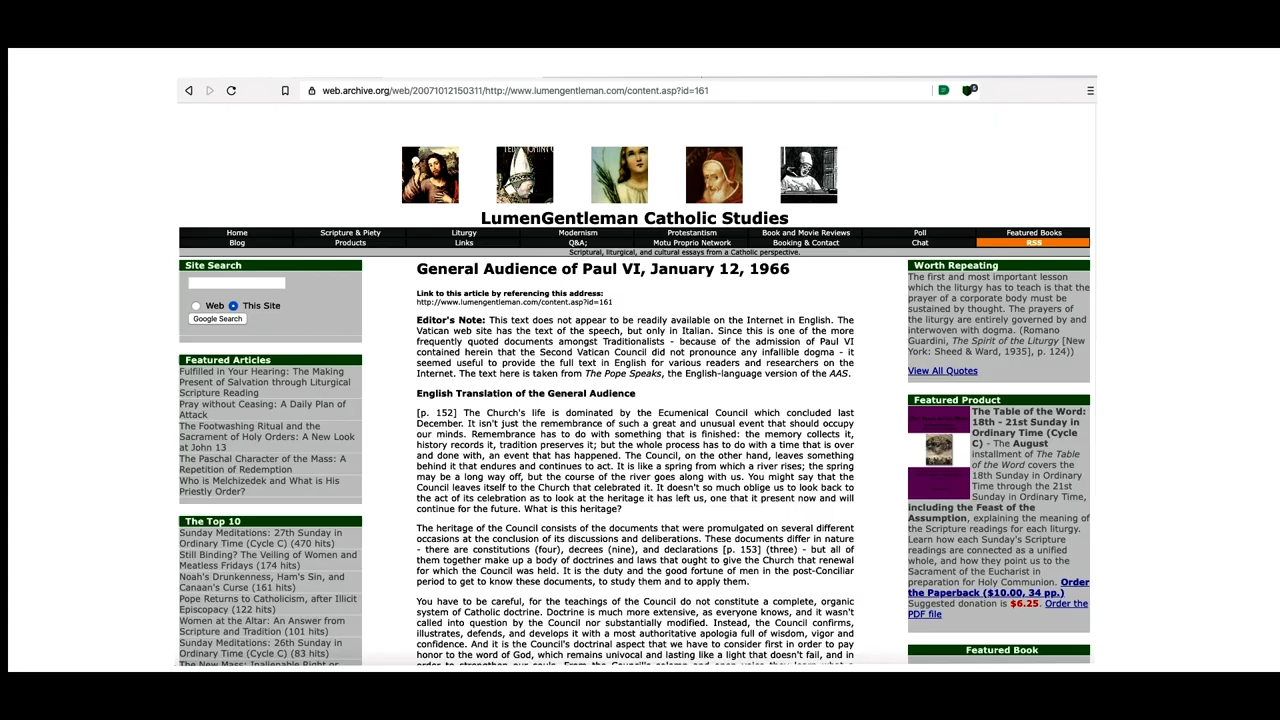 web.archive.org/web/20071012150311/http://www.lumengentleman.com/content.asp?id=161
LumenGentleman Catholic Studies
Home Scripture & Piety Liturgy Modernism Protestantism Book and Movie Reviews Poll Featured Books
Blog Products Links Q&A; Motu Proprio Network Booking & Contact Chat RSS
Scriptural, liturgical, and cultural essays from a Catholic perspective.
Site Search
Web This Site
Google Search
Featured Articles
Fulfilled in Your Hearing: The Making
Present of Salvation through Liturgical
Scripture Reading
Pray without Ceasing: A Daily Plan of
Attack
The Footwashing Ritual and the
Sacrament of Holy Orders: A New Look
at John 13
The Paschal Character of the Mass: A
Repetition of Redemption
Who is Melchizedek and What is His
Priestly Order?
The Top 10
Sunday Meditations: 27th Sunday in
Ordinary Time (Cycle C) (470 hits)
Still Binding? The Veiling of Women and
Meatless Fridays (174 hits)
Noah's Drunkenness, Ham's Sin, and
Canaan's Curse (161 hits)
Pope Returns to Catholicism, after Illicit
Episcopacy (122 hits)
Women at the Altar: An Answer from
Scripture and Tradition (101 hits)
Sunday Meditations: 26th Sunday in
Ordinary Time (Cycle C) (83 hits)
The New Mass: Inalienable Right or
General Audience of Paul VI, January 12, 1966
Link to this article by referencing this address:
http://www.lumengentleman.com/content.asp?id=161
Editor's Note: This text does not appear to be readily available on the Internet in English. The
Vatican web site has the text of the speech, but only in Italian. Since this is one of the more
frequently quoted documents amongst Traditionalists - because of the admission of Paul VI
contained herein that the Second Vatican Council did not pronounce any infallible dogma - it
seemed useful to provide the full text in English for various readers and researchers on the
Internet. The text here is taken from The Pope Speaks, the English-language version of the AAS.
English Translation of the General Audience
[p. 152] The Church's life is dominated by the Ecumenical Council which concluded last
December. It isn't just the remembrance of such a great and unusual event that should occupy
our minds. Remembrance has to do with something that is finished: the memory collects it,
history records it, tradition preserves it; but the whole process has to do with a time that is over
and done with, an event that has happened. The Council, on the other hand, leaves something
behind it that endures and continues to act. It is like a spring from which a river rises; the spring
may be a long way off, but the course of the river goes along with us. You might say that the
Council leaves itself to the Church that celebrated it. It doesn't so much oblige us to look back to
the act of its celebration as to look at the heritage it has left us, one that it present now and will
continue for the future. What is this heritage?
The heritage of the Council consists of the documents that were promulgated on several different
occasions at the conclusion of its discussions and deliberations. These documents differ in nature
- there are constitutions (four), decrees (nine), and declarations [p. 153] (three) - but all of
them together make up a body of doctrines and laws that ought to give the Church that renewal
for which the Council was held. It is the duty and the good fortune of men in the post-Conciliar
period to get to know these documents, to study them and to apply them.
You have to be careful, for the teachings of the Council do not constitute a complete, organic
system of Catholic doctrine. Doctrine is much more extensive, as everyone knows, and it wasn't
called into question by the Council nor substantially modified. Instead, the Council confirms,
illustrates, defends, and develops it with a most authoritative apologia full of wisdom, vigor and
confidence. And it is the Council's doctrinal aspect that we have to consider first in order to pay
honor to the word of God, which remains univocal and lasting like a light that doesn't fail, and in
Worth Repeating
The first and most important lesson
which the liturgy has to teach is that the
prayer of a corporate body must be
sustained by thought. The prayers of
the liturgy are entirely governed by and
interwoven with dogma. (Romano
Guardini, The Spirit of the Liturgy [New
York: Sheed & Ward, 1935], p. 124))
View All Quotes
Featured Product
The Table of the Word:
18th - 21st Sunday in
Ordinary Time (Cycle
C) - The August
installment of The Table
of the Word covers the
18th Sunday in Ordinary
Time through the 21st
Sunday in Ordinary Time,
including the Feast of the
Assumption, explaining the meaning
of the Scripture readings for each liturgy.
Learn how each Sunday's Scripture
readings are connected as a unified
whole, and how they point us to the
Sacrament of the Eucharist in
preparation for Holy Communion. Order
the Paperback ($10.00, 34 pp.)
Suggested donation is $6.25. Order the
PDF file
Featured Book